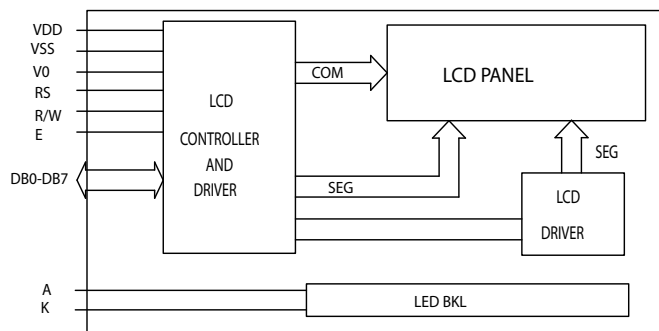 VDD
VSS
V0
RS
R/W
E
DB0-DB7
A
K
LCD
CONTROLLER
AND
DRIVER
COM
SEG
LCD PANEL
SEG
LCD
DRIVER
LED BKL